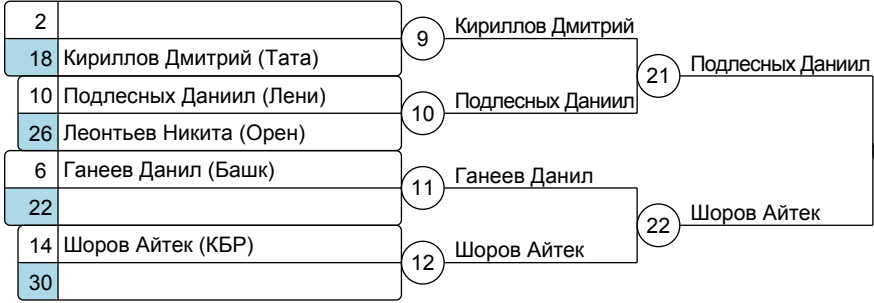 2
18 Кириллов Дмитрий (Тата)
10 Подлесных Даниил (Лени)
26 Леонтьев Никита (Орен)
6 Ганеев Данил (Башк)
22
14 Шоров Айтек (КБР)
30
9 Кириллов Дмитрий
10 Подлесных Даниил
11 Ганеев Данил
12 Шоров Айтек
21 Подлесных Даниил
22 Шоров Айтек